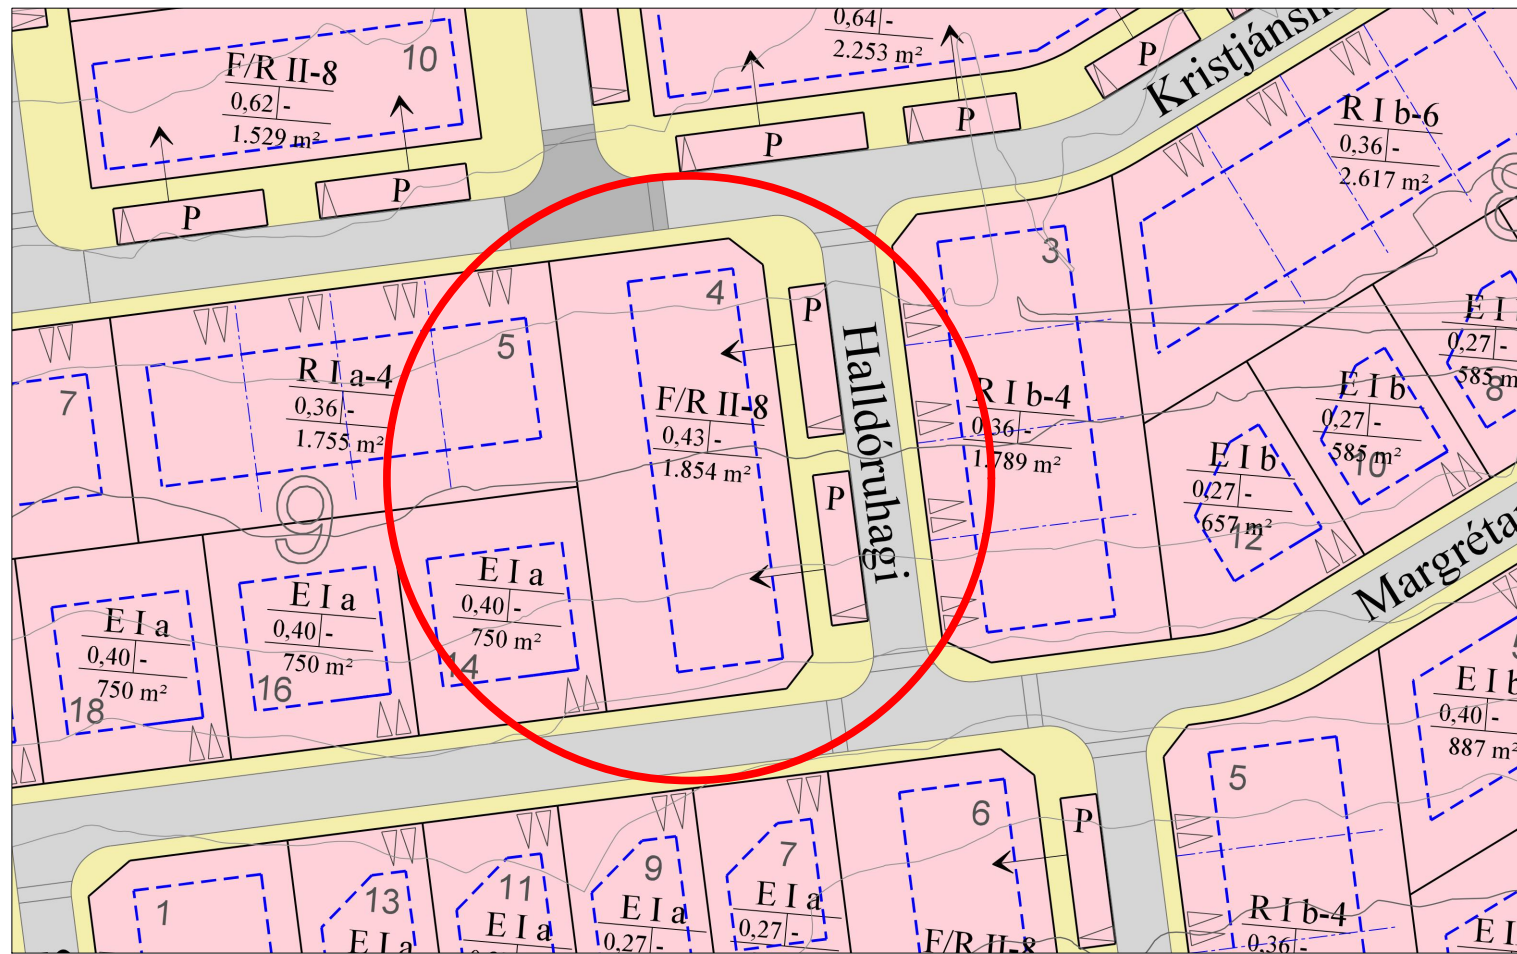 0,64 -
2.253 m²
F/R II-8
10
0,62 -
1.529 m²
P
P
P
P
P
R I b-6
0,36 -
2.617 m²
8
3
4
P
Halldóruhagi
5
R I a-4
0,36 -
1.755 m²
7
F/R II-8
0,43 -
1.854 m²
P
R I b-4
0,36 -
1.789 m²
E I
0,27 -
585 m
8
E I b
0,27 -
585 m²
10
E I b
0,27 -
657 m²
12
9
E I a
0,40 -
750 m²
14
E I a
0,40 -
750 m²
16
E I a
0,40 -
750 m²
18
E I b
0,40 -
887 m²
5
6
P
7
E I a
0,27 -
9
E I a
0,27 -
11
E I a
13
E I a
1
F/R II-8
R I b-4
0,36 -
E I